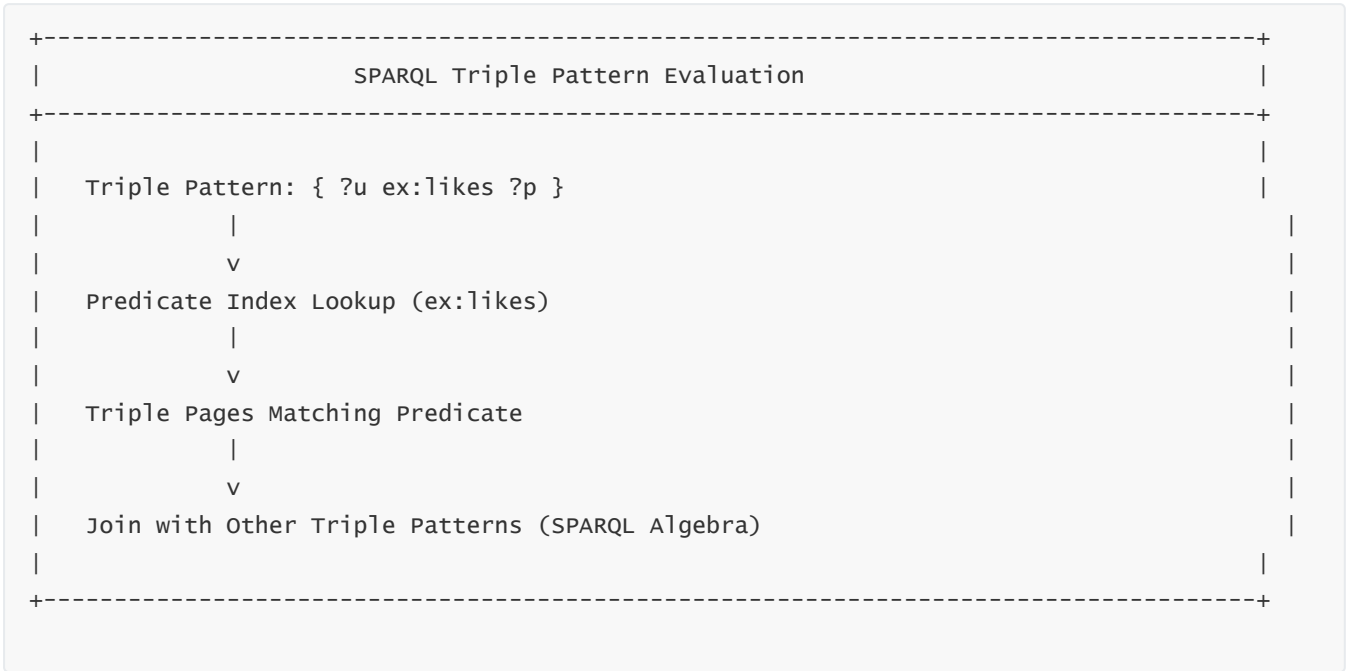 +--------------------------------------------------------------------------------------+
|                      SPARQL Triple Pattern Evaluation                                |
+--------------------------------------------------------------------------------------+
|                                                                                      |
|   Triple Pattern: { ?u ex:likes ?p }                                                 |
|             |                                                                          |
|             v                                                                          |
|   Predicate Index Lookup (ex:likes)                                                    |
|             |                                                                          |
|             v                                                                          |
|   Triple Pages Matching Predicate                                                      |
|             |                                                                          |
|             v                                                                          |
|   Join with Other Triple Patterns (SPARQL Algebra)                                     |
|                                                                                      |
+--------------------------------------------------------------------------------------+